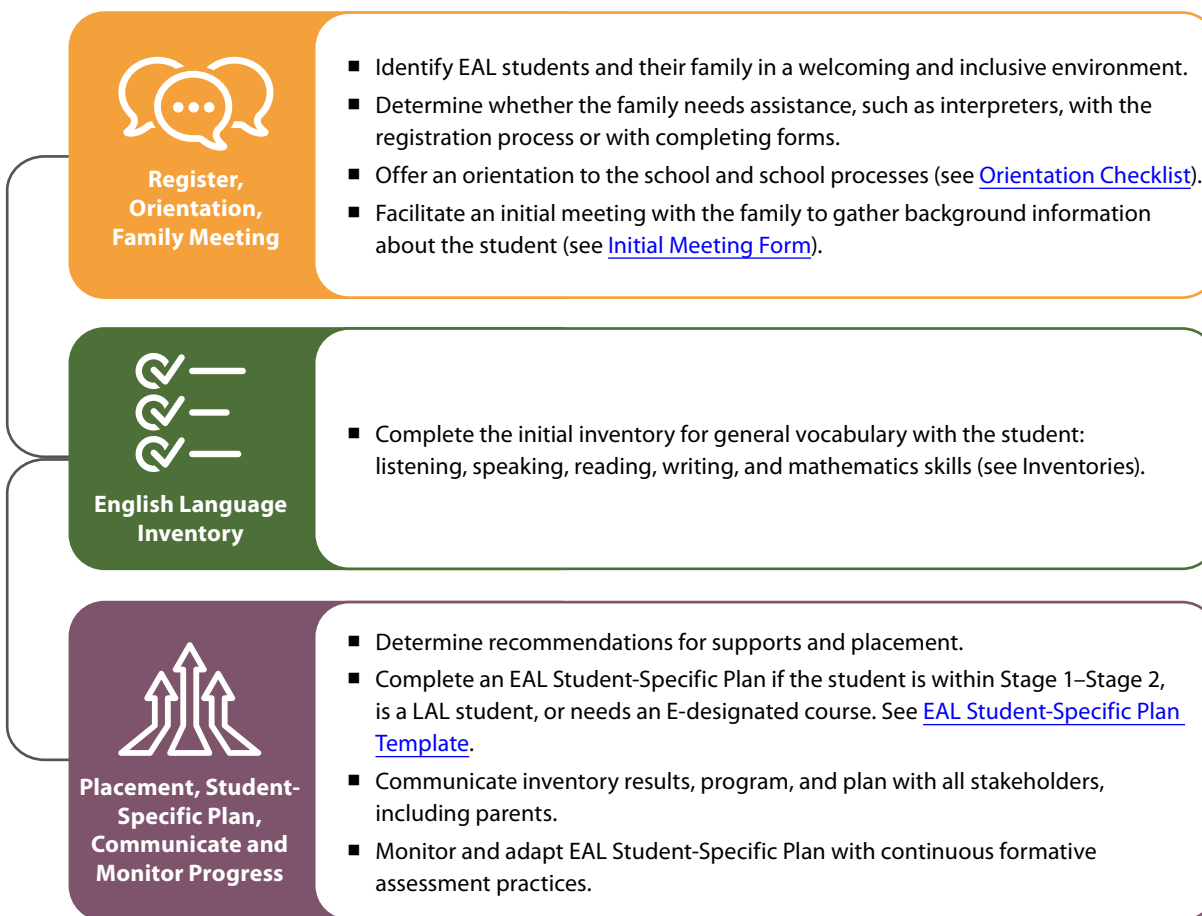 Register,
Orientation,
Family Meeting
■ Identify EAL students and their family in a welcoming and inclusive environment.
■ Determine whether the family needs assistance, such as interpreters, with the
registration process or with completing forms.
■ Offer an orientation to the school and school processes (see Orientation Checklist).
■ Facilitate an initial meeting with the family to gather background information
about the student (see Initial Meeting Form).
English Language
Inventory
■ Complete the initial inventory for general vocabulary with the student:
listening, speaking, reading, writing, and mathematics skills (see Inventories).
Placement, Student-
Specific Plan,
Communicate and
Monitor Progress
■ Determine recommendations for supports and placement.
■ Complete an EAL Student-Specific Plan if the student is within Stage 1–Stage 2,
is a LAL student, or needs an E-designated course. See EAL Student-Specific Plan
Template.
■ Communicate inventory results, program, and plan with all stakeholders,
including parents.
■ Monitor and adapt EAL Student-Specific Plan with continuous formative
assessment practices.